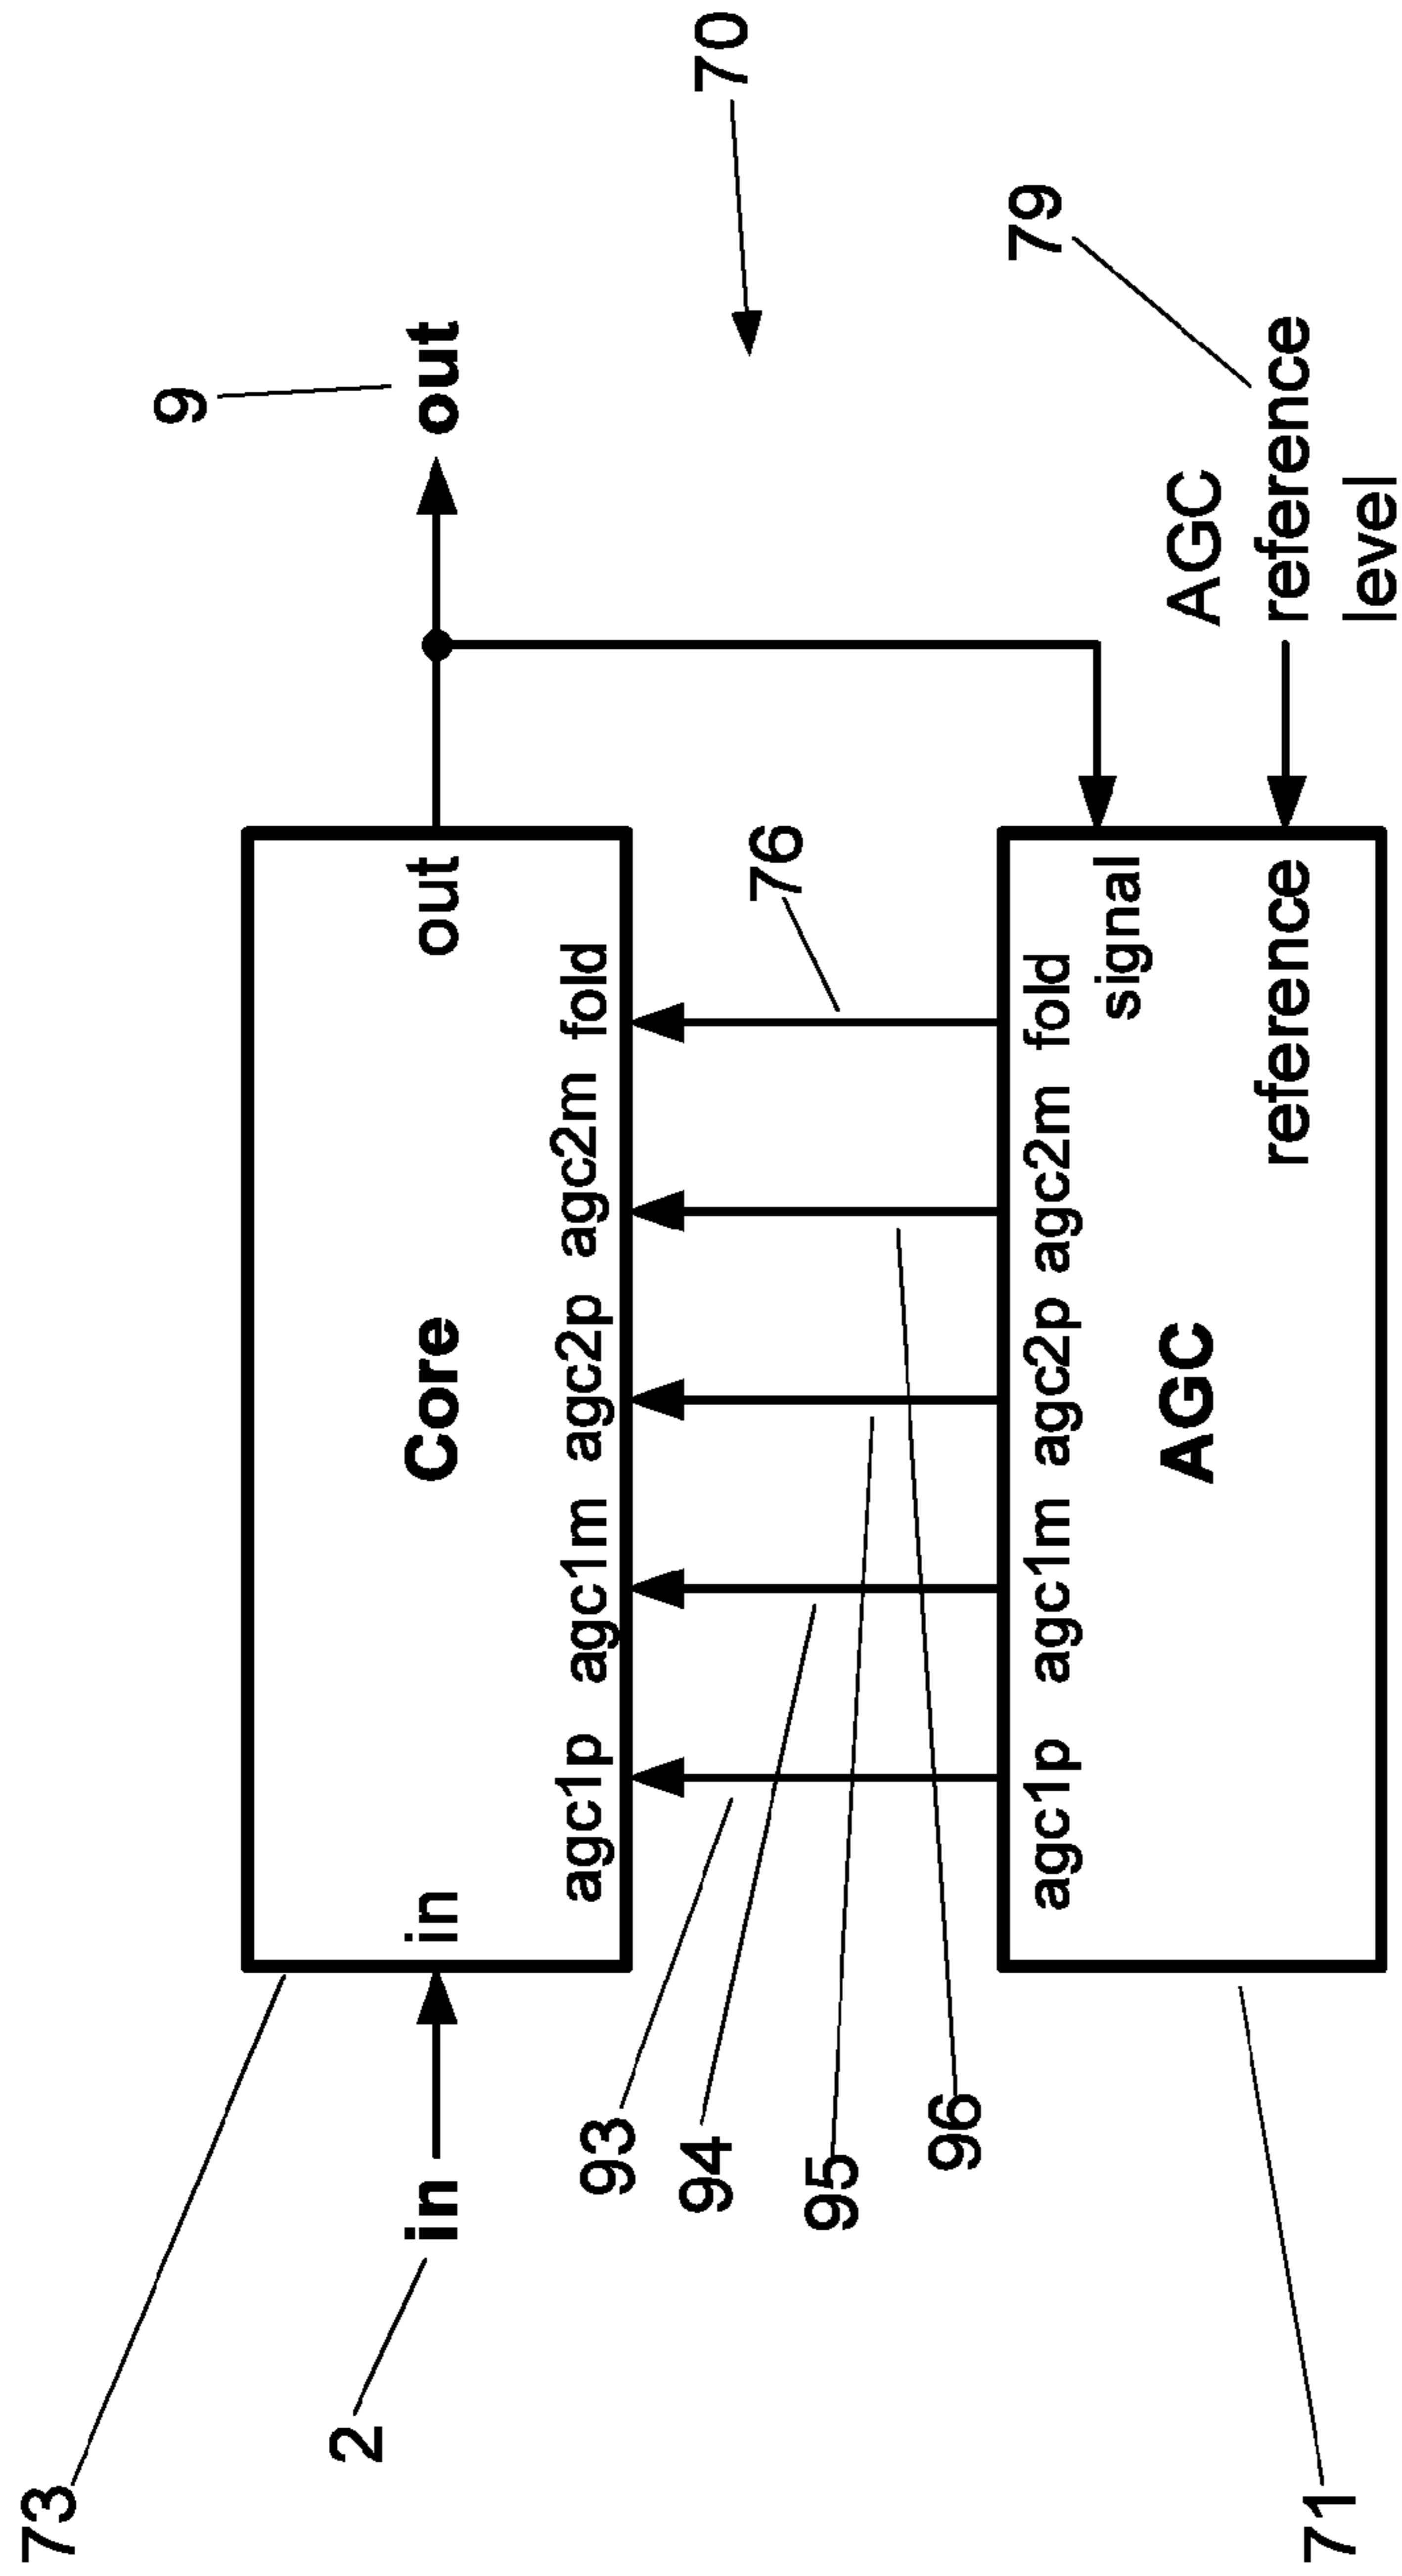 73
2
in
in
Core
out
out
9
agc1p agc1m agc2p agc2m fold
93
94
95
96
76
70
agc1p agc1m agc2p agc2m fold
signal
AGC
reference
AGC
reference
level
79
71